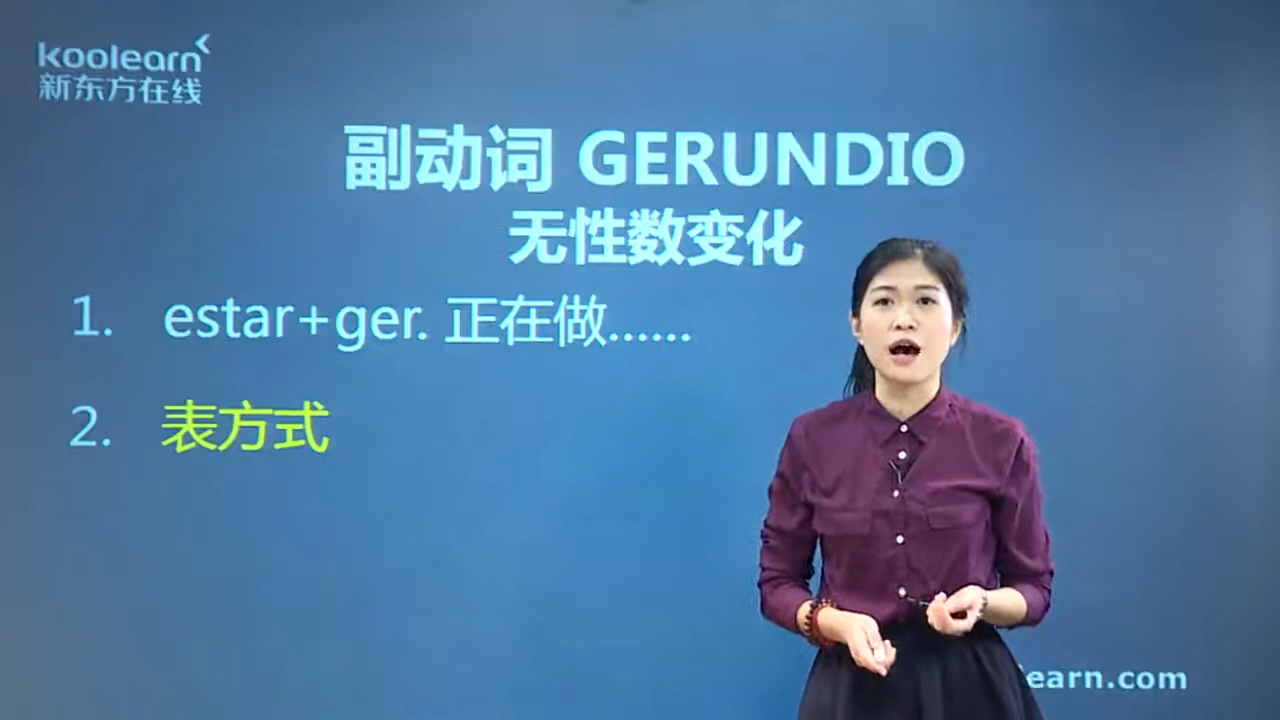 koolearn
新东方在线
副动词 GERUNDIO
无性数变化
1. estar+ger. 正在做......
2. 表方式
learn.com